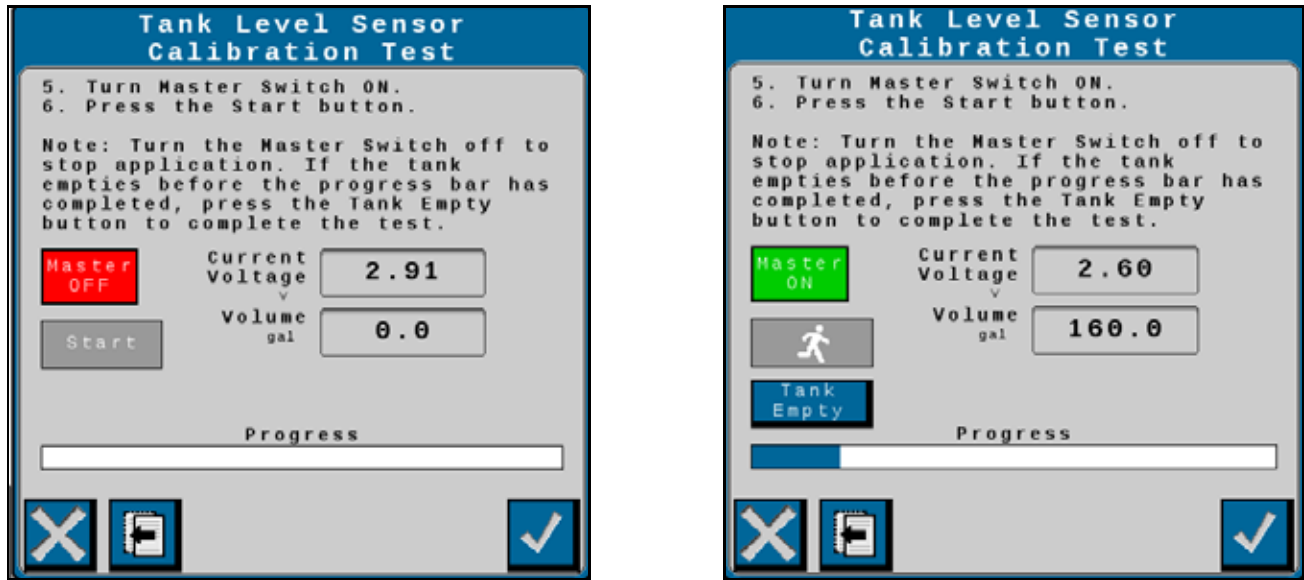 Tank Level Sensor
Calibration Test
5. Turn Master Switch ON.
6. Press the Start button.
Note: Turn the Master Switch off to
stop application. If the tank
empties before the progress bar has
completed, press the Tank Empty
button to complete the test.
Master
OFF
Current
Voltage
V
2.91
Start
Volume
gal
0.0
Progress
Tank Level Sensor
Calibration Test
5. Turn Master Switch ON.
6. Press the Start button.
Note: Turn the Master Switch off to
stop application. If the tank
empties before the progress bar has
completed, press the Tank Empty
button to complete the test.
Master
ON
Current
Voltage
V
2.60
Volume
gal
160.0
Tank
Empty
Progress